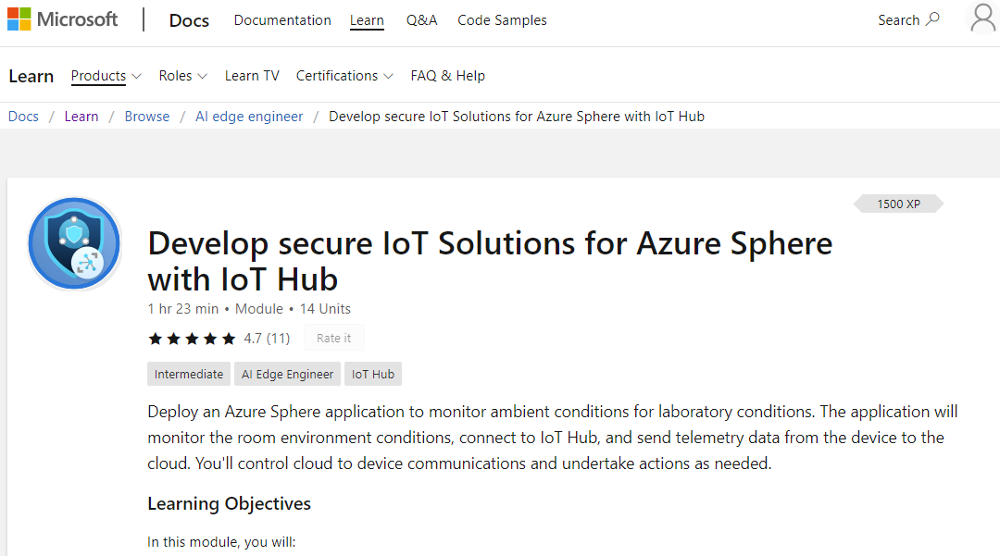 Microsoft Docs Documentation Learn Q&A Code Samples Search
Learn Products Roles Learn TV Certifications FAQ & Help
Docs / Learn / Browse / AI edge engineer / Develop secure IoT Solutions for Azure Sphere with IoT Hub
1500 XP
Develop secure IoT Solutions for Azure Sphere
with IoT Hub
1 hr 23 min • Module • 14 Units
4.7 (11) Rate it
Intermediate AI Edge Engineer IoT Hub
Deploy an Azure Sphere application to monitor ambient conditions for laboratory conditions. The application will
monitor the room environment conditions, connect to IoT Hub, and send telemetry data from the device to the
cloud. You'll control cloud to device communications and undertake actions as needed.
Learning Objectives
In this module, you will: